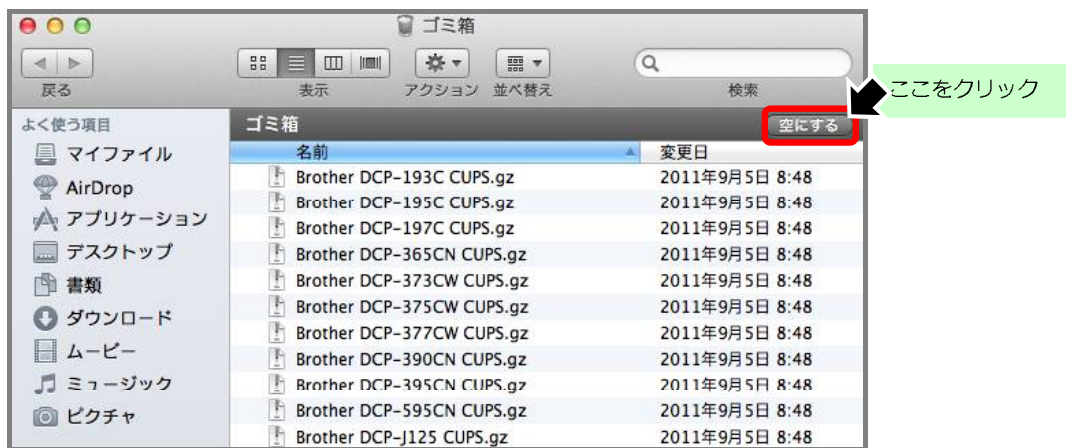 ゴミ箱
戻る
表示
アクション
並べ替え
検索
ここをクリック
よく使う項目
マイファイル
AirDrop
アプリケーション
デスクトップ
書類
ダウンロード
ムービー
ミュージック
ピクチャ
ゴミ箱
空にする
名前 変更日
Brother DCP-193C CUPS.gz 2011年9月5日 8:48
Brother DCP-195C CUPS.gz 2011年9月5日 8:48
Brother DCP-197C CUPS.gz 2011年9月5日 8:48
Brother DCP-365CN CUPS.gz 2011年9月5日 8:48
Brother DCP-373CW CUPS.gz 2011年9月5日 8:48
Brother DCP-375CW CUPS.gz 2011年9月5日 8:48
Brother DCP-377CW CUPS.gz 2011年9月5日 8:48
Brother DCP-390CN CUPS.gz 2011年9月5日 8:48
Brother DCP-395CN CUPS.gz 2011年9月5日 8:48
Brother DCP-595CN CUPS.gz 2011年9月5日 8:48
Brother DCP-J125 CUPS.gz 2011年9月5日 8:48